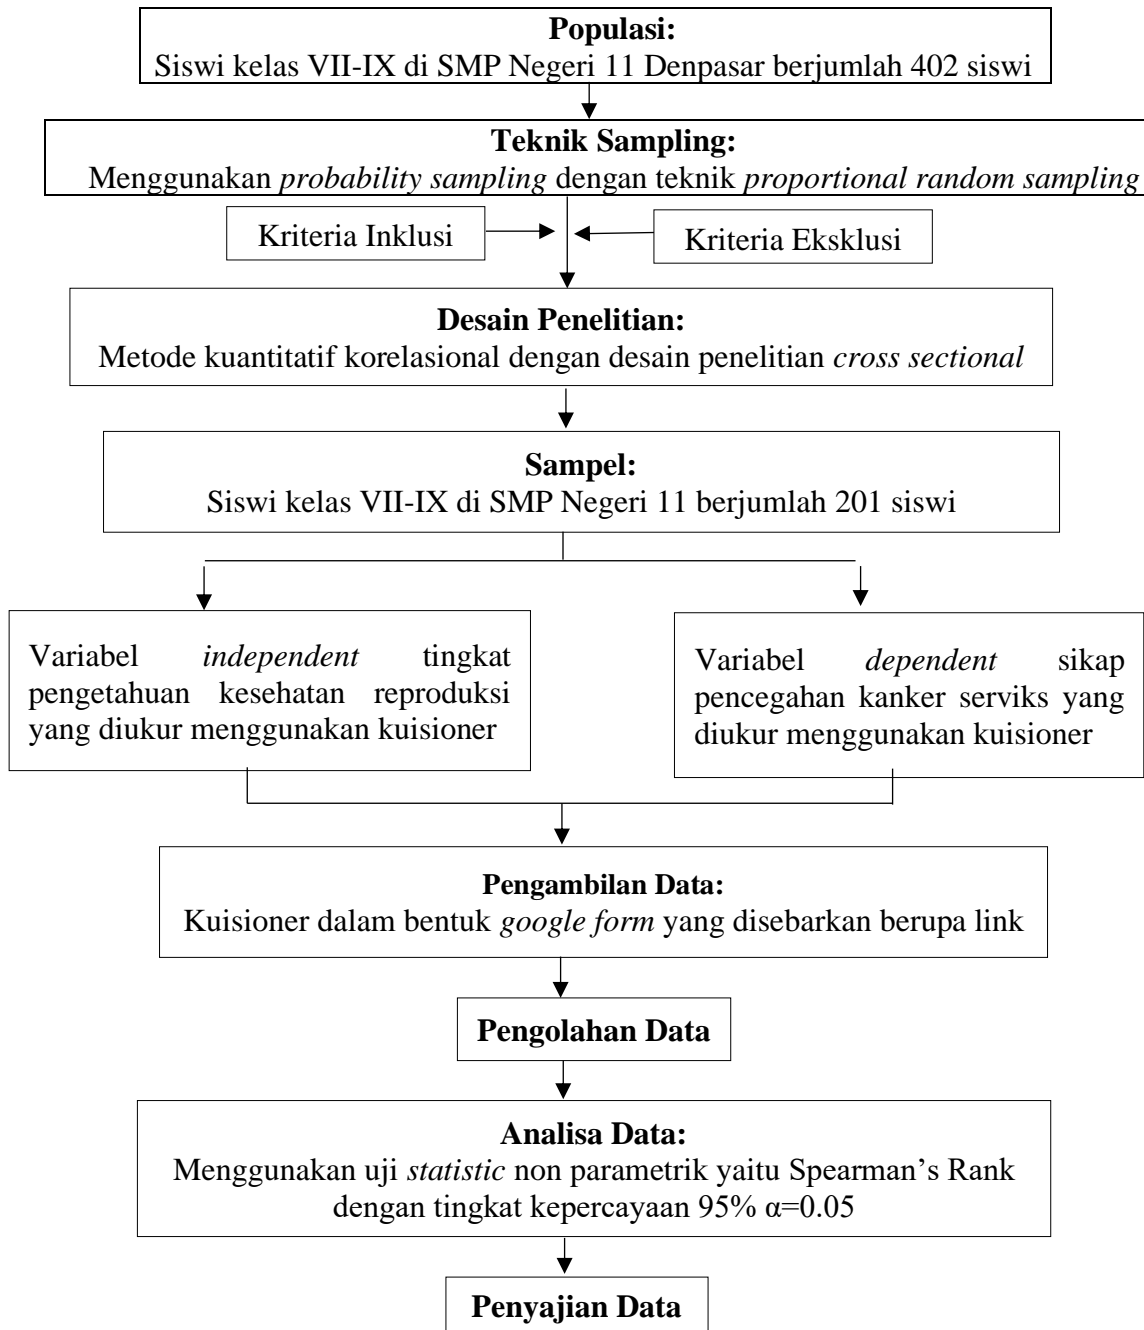 Populasi:
Siswi kelas VII-IX di SMP Negeri 11 Denpasar berjumlah 402 siswi
Teknik Sampling:
Menggunakan probability sampling dengan teknik proportional random sampling
Kriteria Inklusi
Kriteria Eksklusi
Desain Penelitian:
Metode kuantitatif korelasional dengan desain penelitian cross sectional
Sampel:
Siswi kelas VII-IX di SMP Negeri 11 berjumlah 201 siswi
Variabel independent tingkat
pengetahuan kesehatan reproduksi
yang diukur menggunakan kuisioner
Variabel dependent sikap
pencegahan kanker serviks yang
diukur menggunakan kuisioner
Pengambilan Data:
Kuisioner dalam bentuk google form yang disebarkan berupa link
Pengolahan Data
Analisa Data:
Menggunakan uji statistic non parametrik yaitu Spearman’s Rank
dengan tingkat kepercayaan 95% α=0.05
Penyajian Data